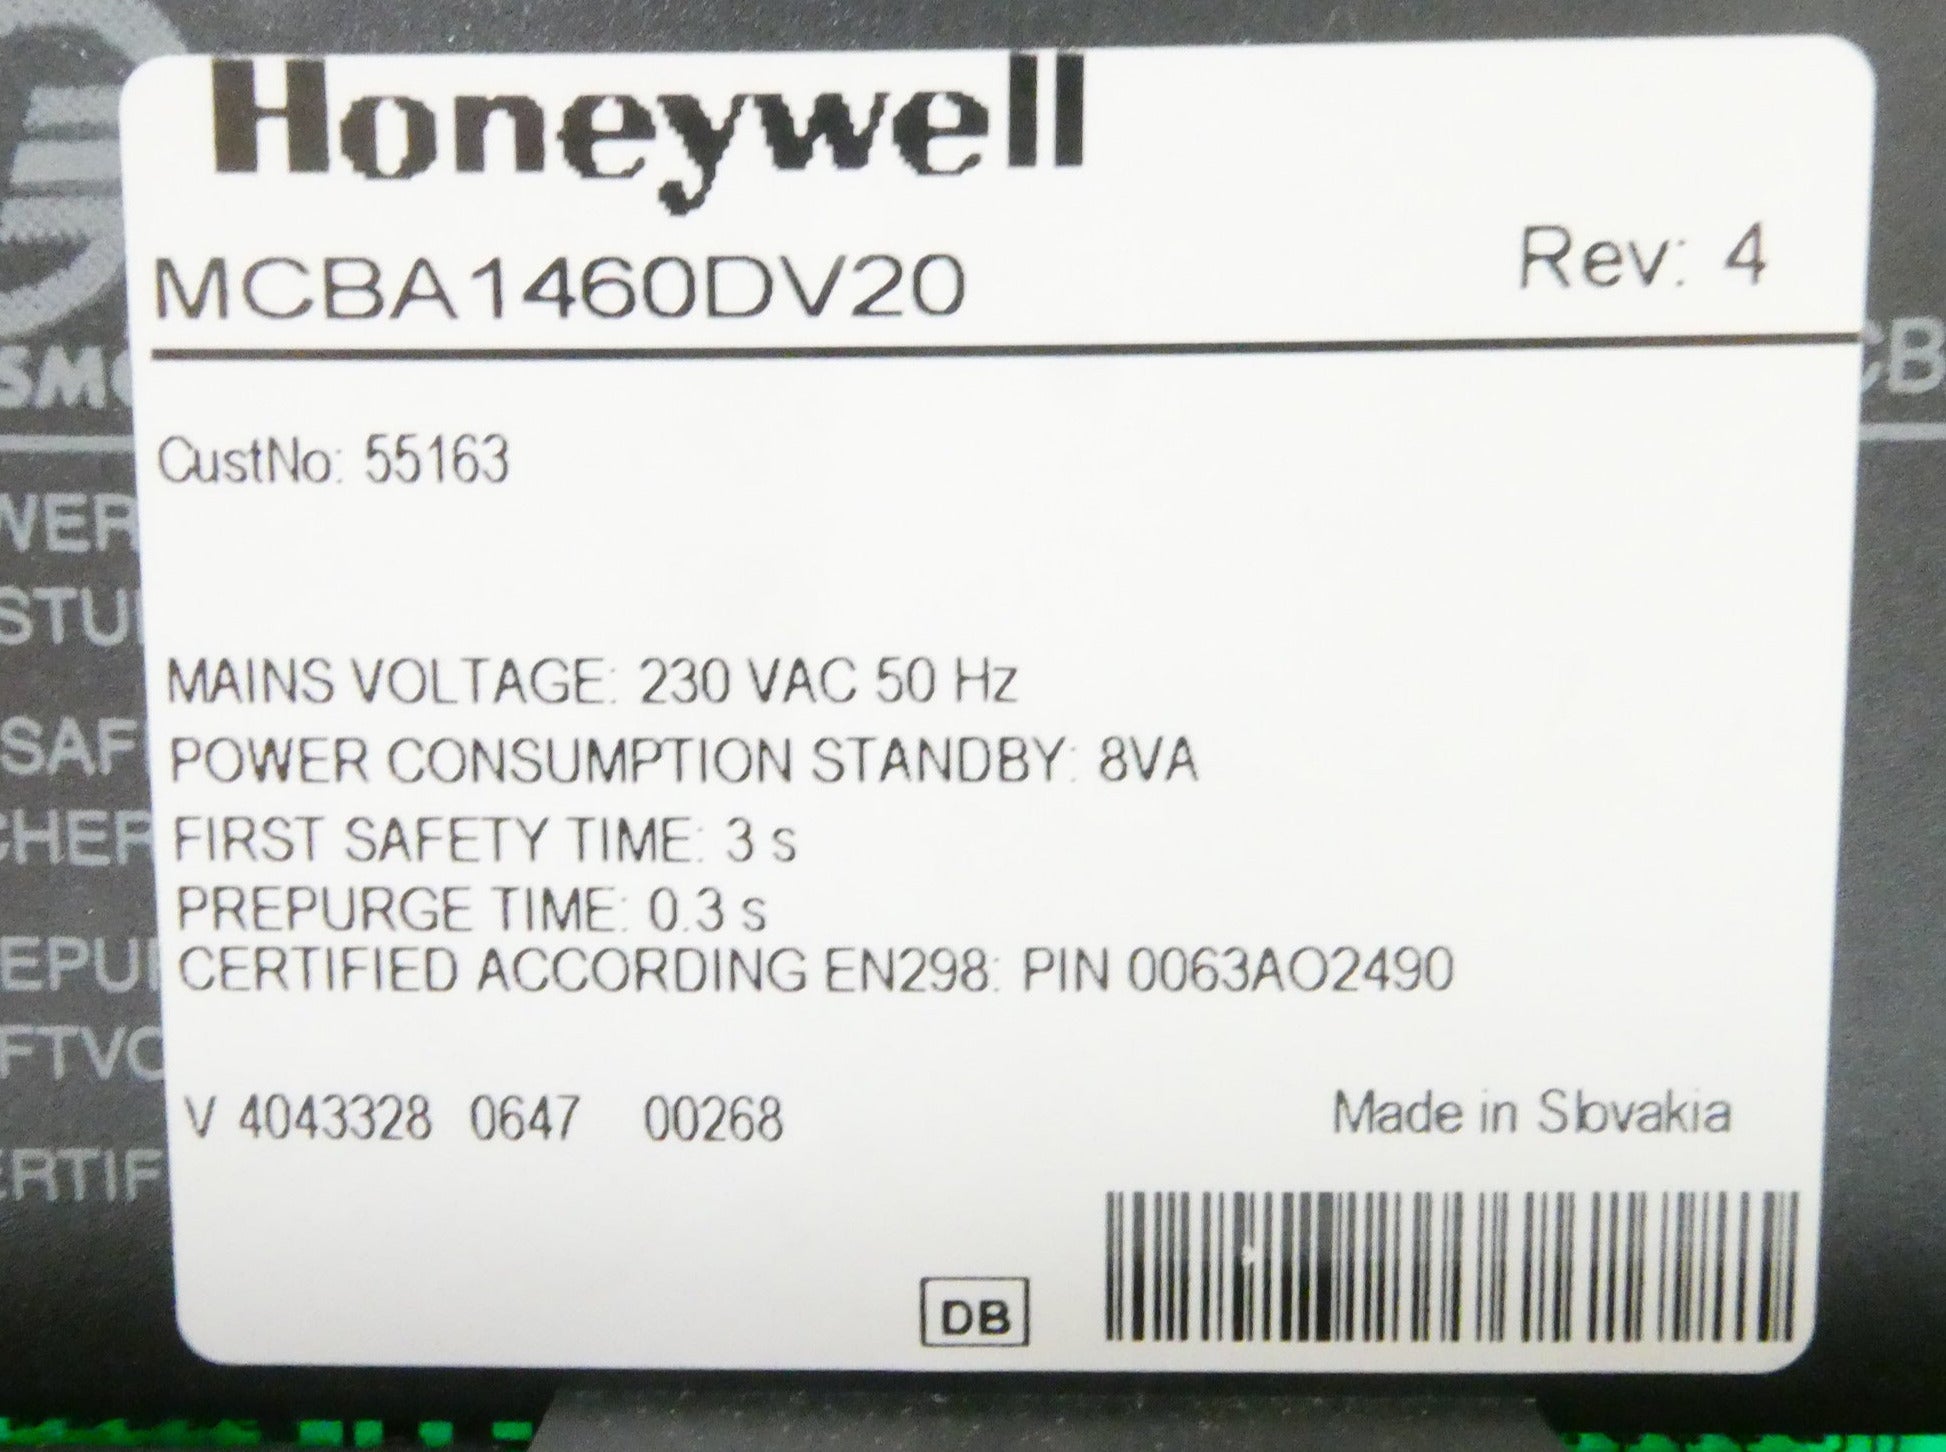 Honeywell
MCBA1460DV20 Rev: 4
CustNo: 55163
MAINS VOLTAGE: 230 VAC 50 Hz
POWER CONSUMPTION STANDBY: 8VA
FIRST SAFETY TIME: 3 s
PREPURGE TIME: 0.3 s
CERTIFIED ACCORDING EN298: PIN 0063AO2490
V 4043328 0647 00268 Made in Slovakia
DB